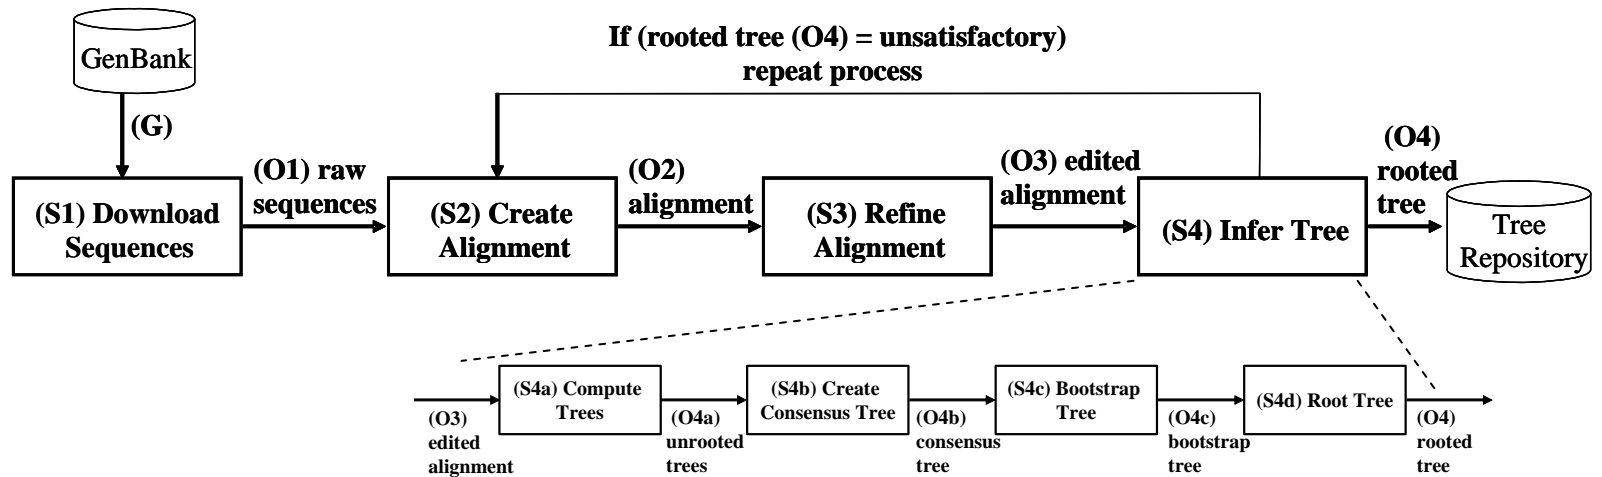 GenBank
If (rooted tree (O4) = unsatisfactory)
repeat process
(G)
(O1) raw
sequences
(O2)
alignment
(O3) edited
alignment
(O4)
rooted
tree
(S1) Download
Sequences
(S2) Create
Alignment
(S3) Refine
Alignment
(S4) Infer Tree
Tree
Repository
(S4a) Compute
Trees
(S4b) Create
Consensus Tree
(S4c) Bootstrap
Tree
(S4d) Root Tree
(O3)
edited
alignment
(O4a)
unrooted
trees
(O4b)
consensus
tree
(O4c)
bootstrap
tree
(O4)
rooted
tree